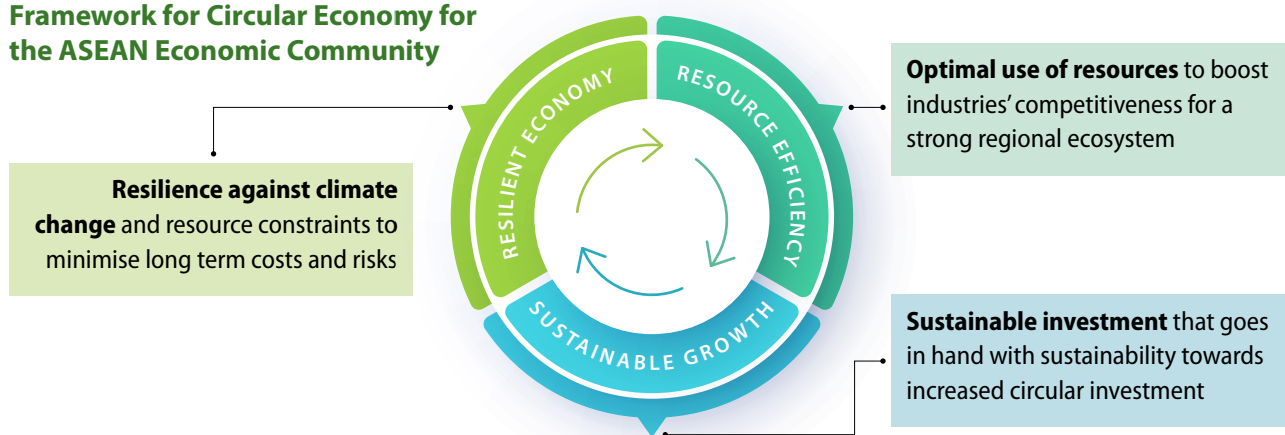 Framework for Circular Economy for
the ASEAN Economic Community
RESILIENT ECONOMY
RESOURCE EFFICIENCY
SUSTAINABLE GROWTH
Optimal use of resources to boost
industries’ competitiveness for a
strong regional ecosystem
Resilience against climate
change and resource constraints to
minimise long term costs and risks
Sustainable investment that goes
in hand with sustainability towards
increased circular investment